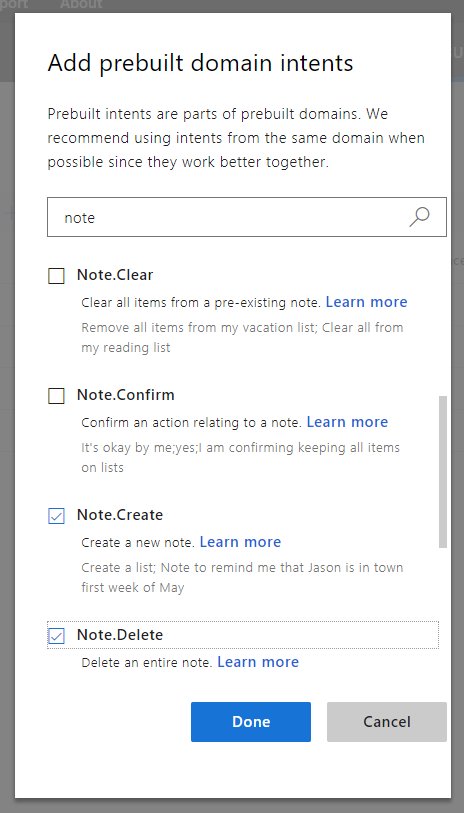 port About
Add prebuilt domain intents
Prebuilt intents are parts of prebuilt domains. We
recommend using intents from the same domain when
possible since they work better together.
note
Note.Clear
Clear all items from a pre-existing note. Learn more
Remove all items from my vacation list; Clear all from
my reading list
Note.Confirm
Confirm an action relating to a note. Learn more
It's okay by me;yes;I am confirming keeping all items
on lists
Note.Create
Create a new note. Learn more
Create a list; Note to remind me that Jason is in town
first week of May
Note.Delete
Delete an entire note. Learn more
Done Cancel